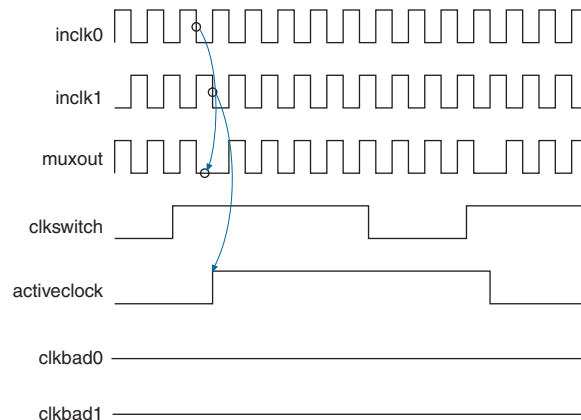 inclk0
inclk1
muxout
clkswitch
activeclock
clkbad0
clkbad1